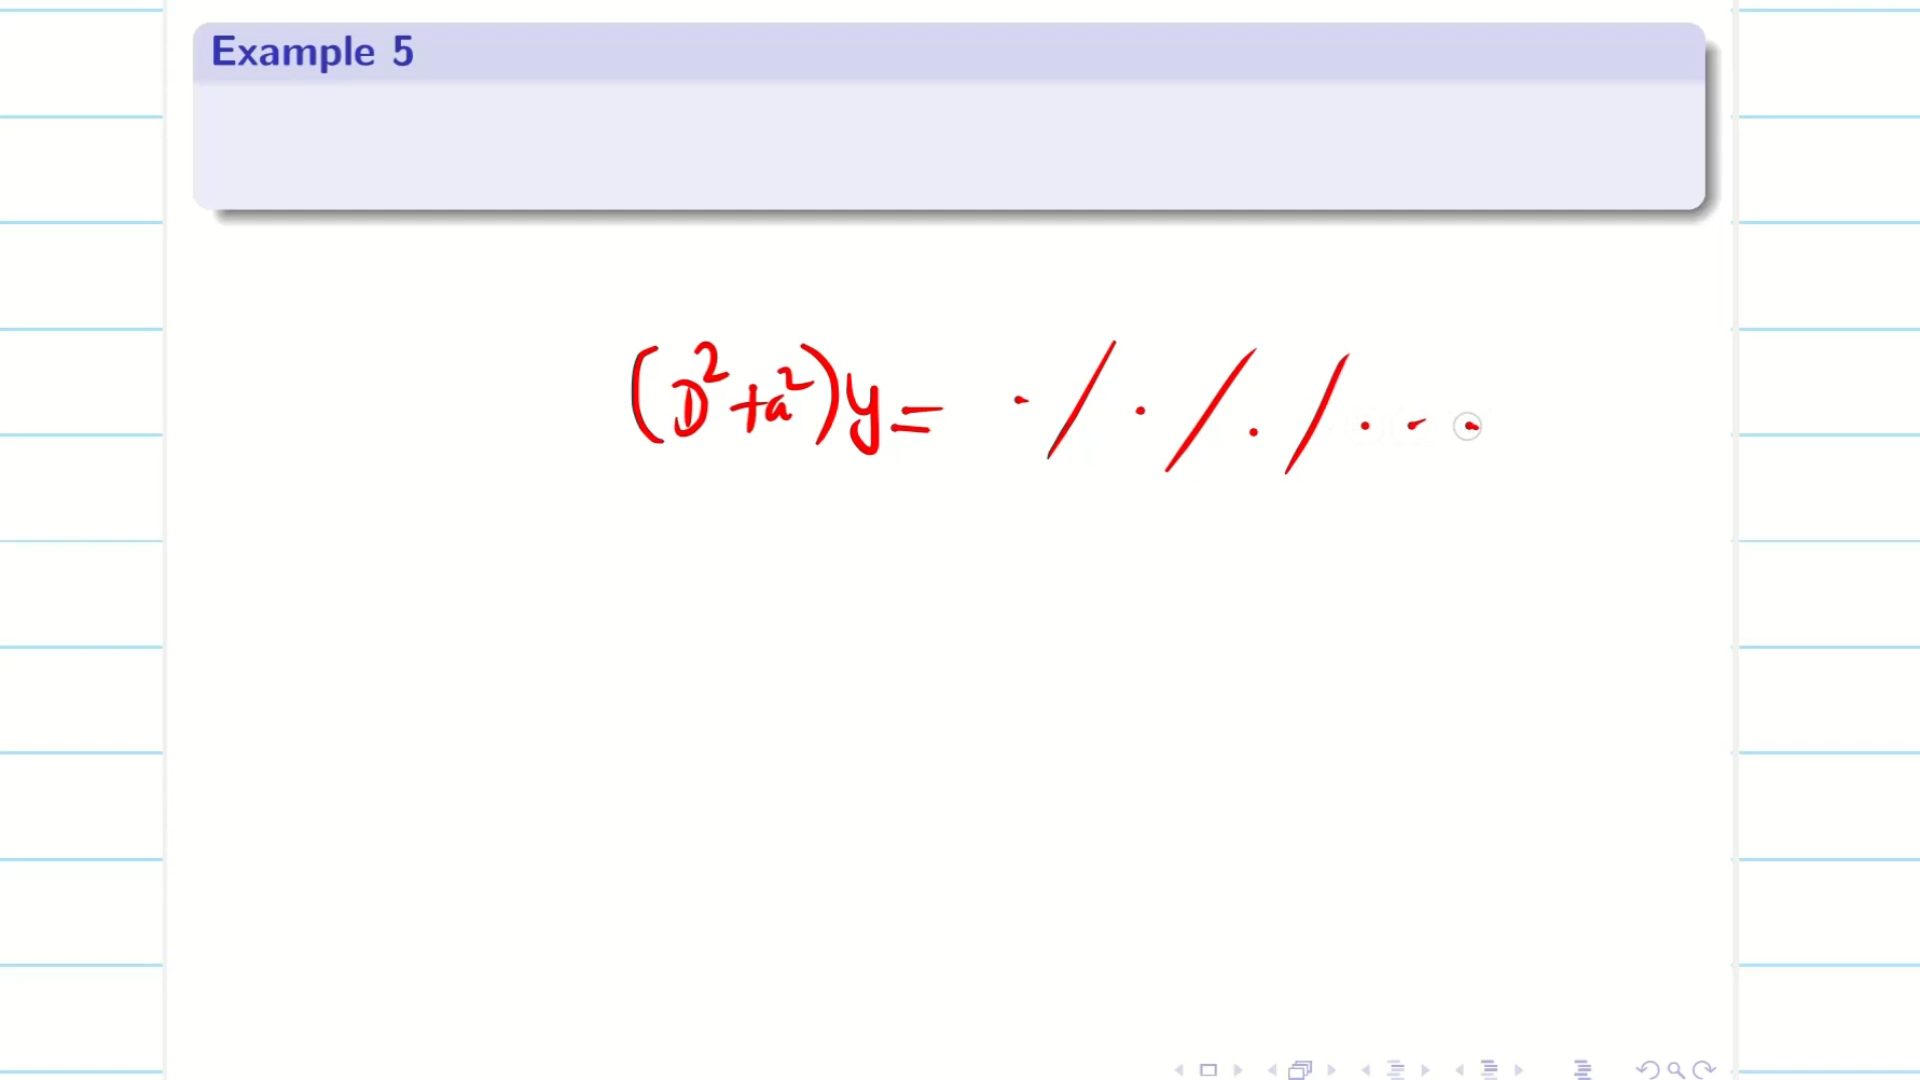 Example 5
(D²+a²)y= · / · / · / · · ·